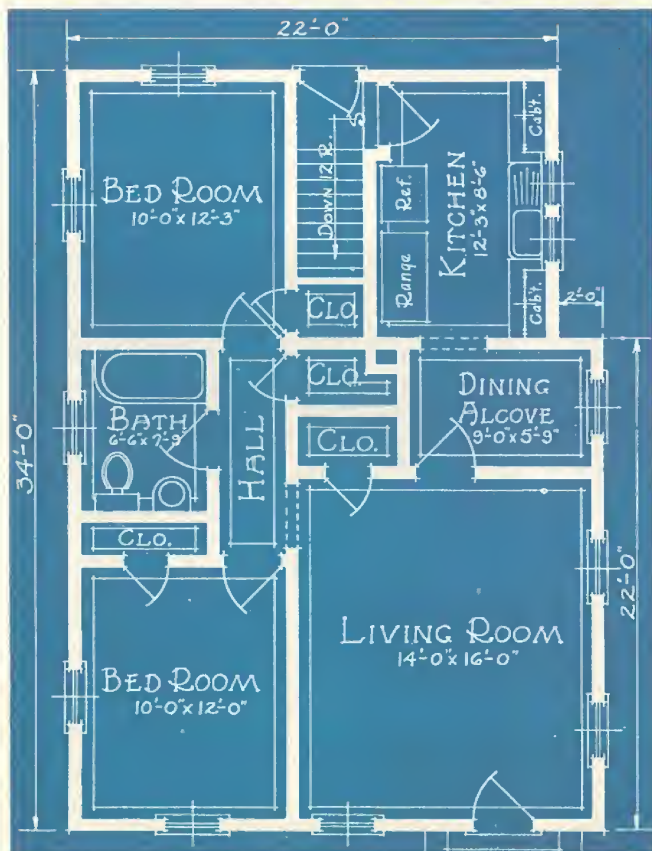 22'-0"
BED ROOM
10'-0" x 12'-3"
DOWN 12 R.
Ref.
Range
KITCHEN
12'-3" x 8'-6"
Cab't.
Cab't.
2'-0"
CLO.
CLO.
CLO.
DINING
ALCOVE
9'-0" x 5'-9"
BATH
6'-6" x 7'-9"
HALL
34'-0"
CLO.
22'-0"
LIVING ROOM
14'-0" x 16'-0"
BED ROOM
10'-0" x 12'-0"